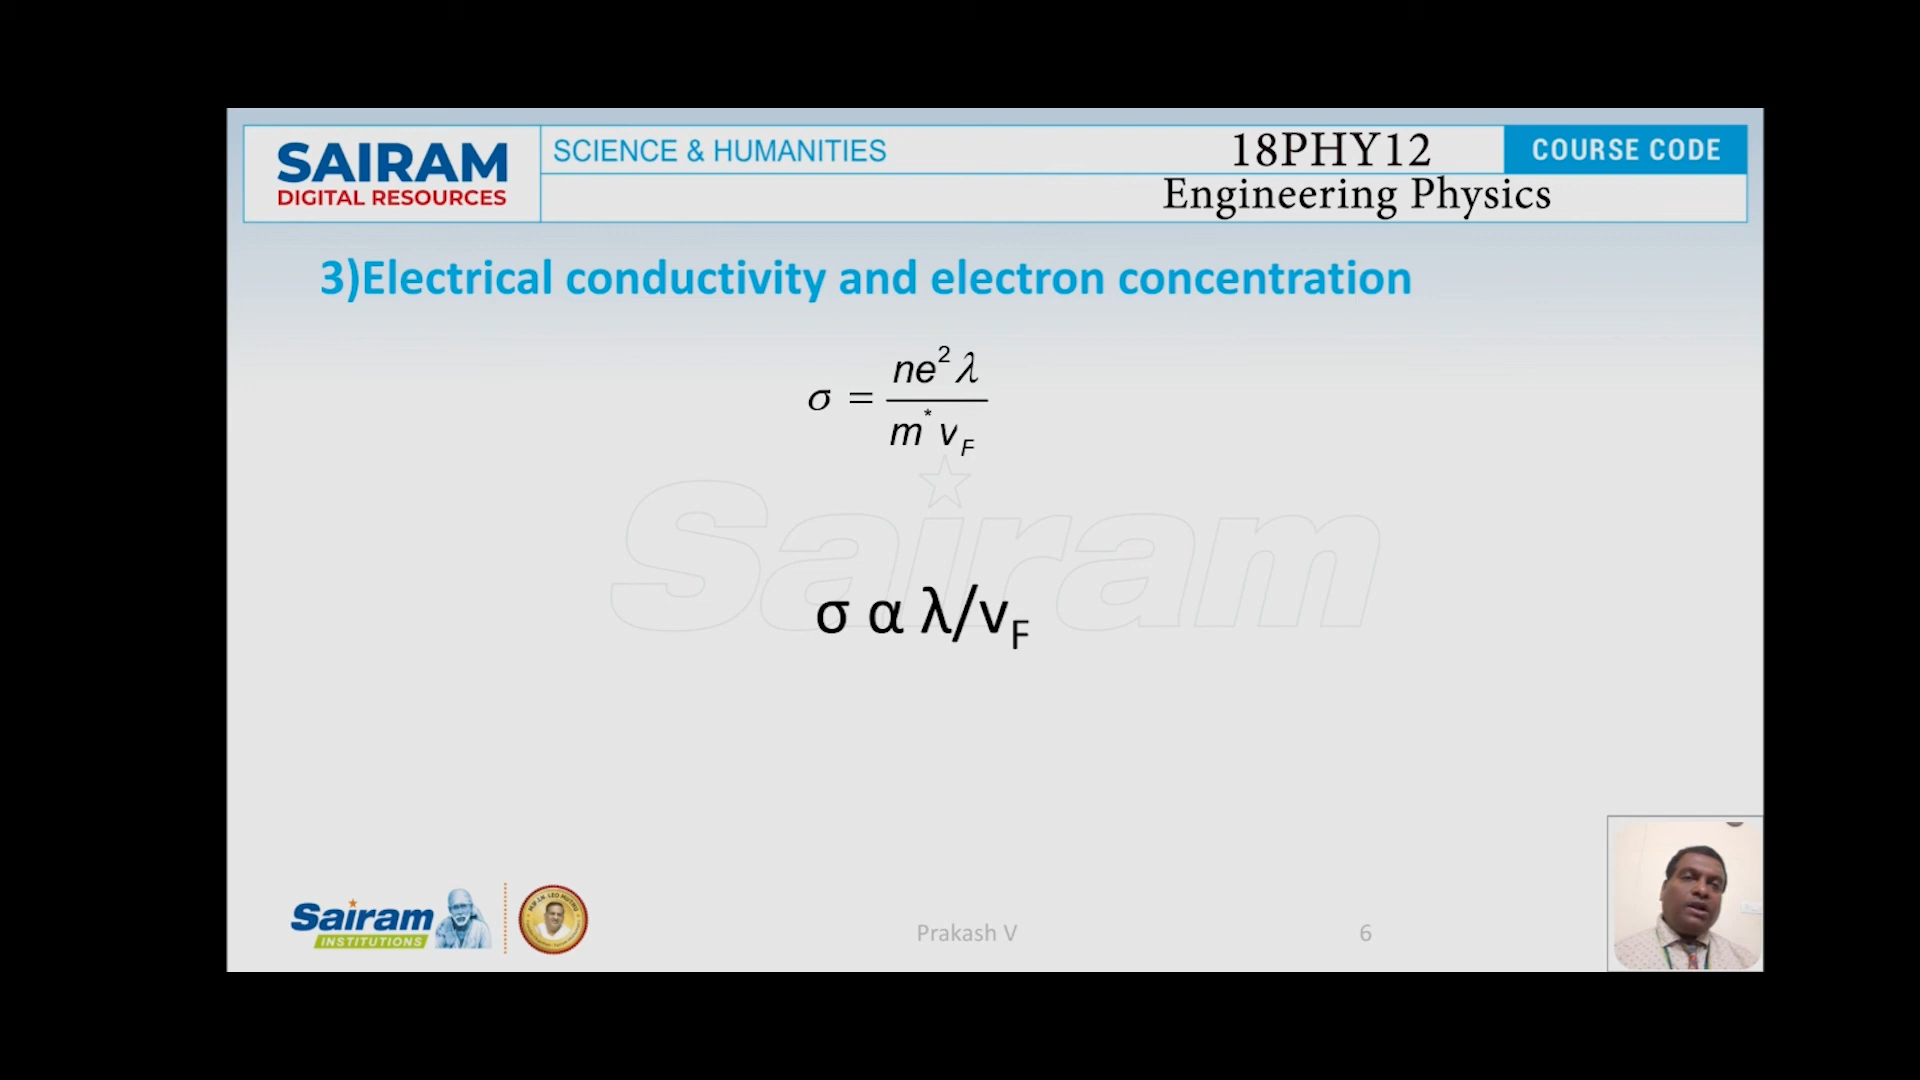 SAIRAM
DIGITAL RESOURCES
SCIENCE & HUMANITIES
18PHY12
COURSE CODE
Engineering Physics
3)Electrical conductivity and electron concentration
σ = ne² λ / m* v_F
Sairam
σ α λ/v_F
Sairam
INSTITUTIONS
Prakash V
6